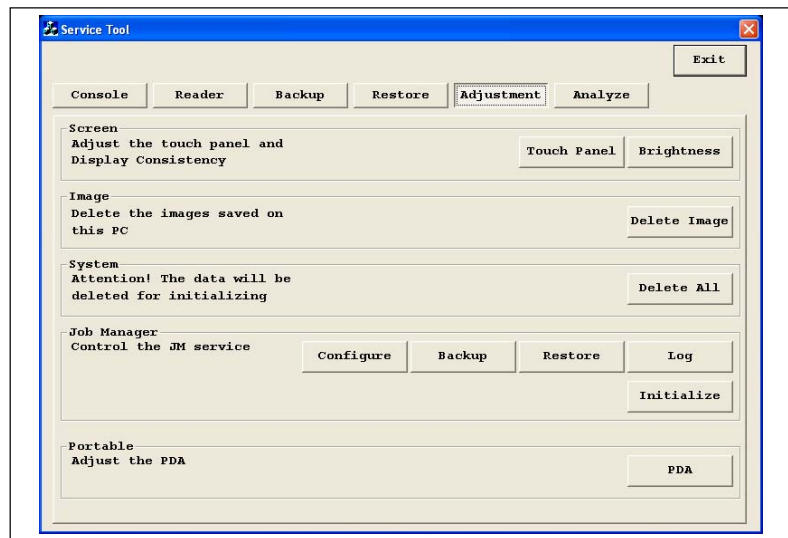 Service Tool
Exit
Console Reader Backup Restore Adjustment Analyze
Screen
Adjust the touch panel and
Display Consistency
Touch Panel Brightness
Image
Delete the images saved on
this PC
Delete Image
System
Attention! The data will be
deleted for initializing
Delete All
Job Manager
Control the JM service
Configure Backup Restore Log
Initialize
Portable
Adjust the PDA
PDA